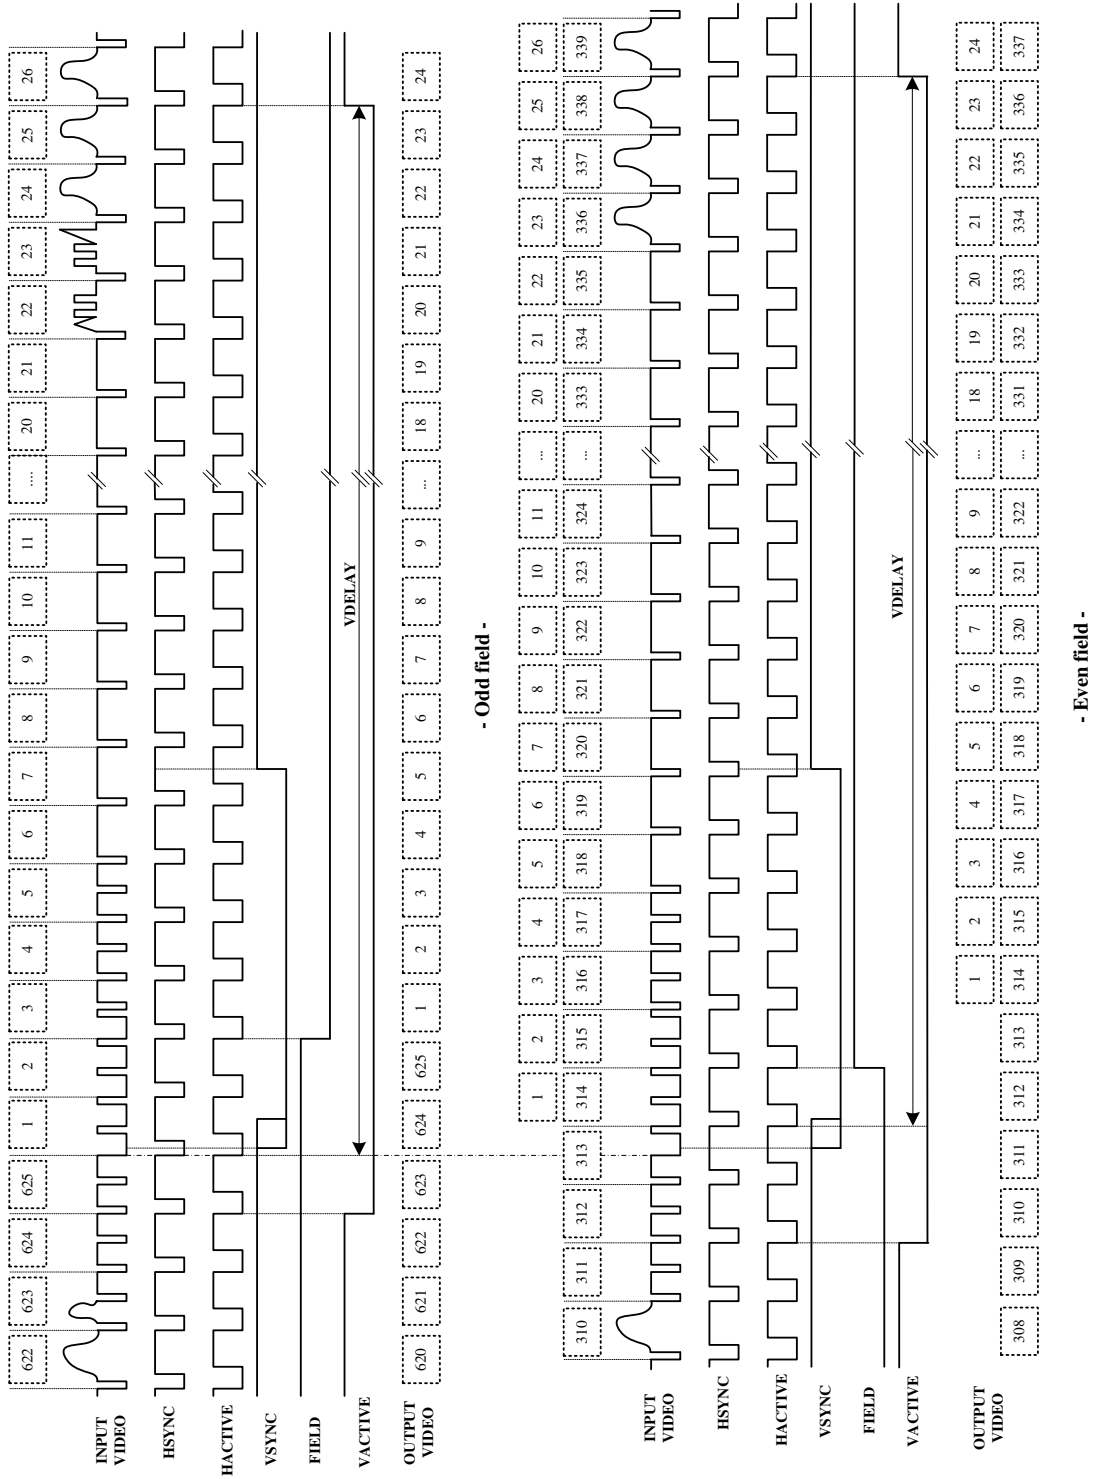 622 623 624 625 1 2 3 4 5 6 7 8 9 10 11 .... 20 21 22 23 24 25 26
INPUT
VIDEO
HSYNC
HACTIVE
VSYNC
FIELD
VDELAY
VACTIVE
OUTPUT
VIDEO
620 621 622 623 624 625 1 2 3 4 5 6 7 8 9 ... 18 19 20 21 22 23 24
- Odd field -
1 2 3 4 5 6 7 8 9 10 11 ... 20 21 22 23 24 25 26
310 311 312 313 314 315 316 317 318 319 320 321 322 323 324 ... 333 334 335 336 337 338 339
INPUT
VIDEO
HSYNC
HACTIVE
VSYNC
FIELD
VDELAY
VACTIVE
OUTPUT
VIDEO
1 2 3 4 5 6 7 8 9 ... 18 19 20 21 22 23 24
308 309 310 311 312 313 314 315 316 317 318 319 320 321 322 ... 331 332 333 334 335 336 337
- Even field -